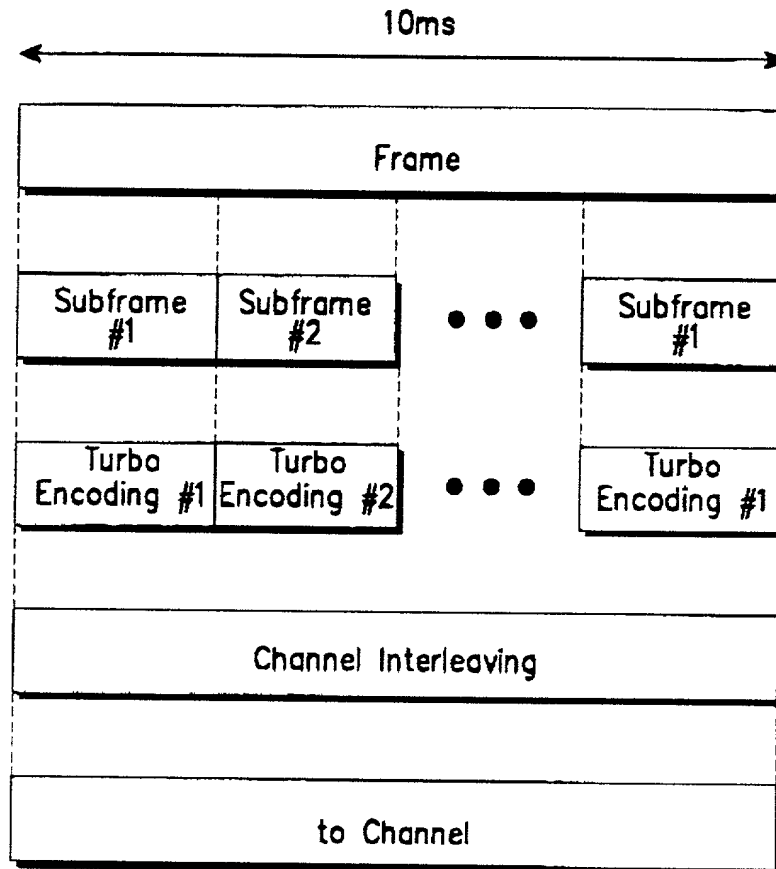 10ms
Frame
Subframe
#1
Subframe
#2
Subframe
#1
Turbo
Encoding #1
Turbo
Encoding #2
Turbo
Encoding #1
Channel Interleaving
to Channel